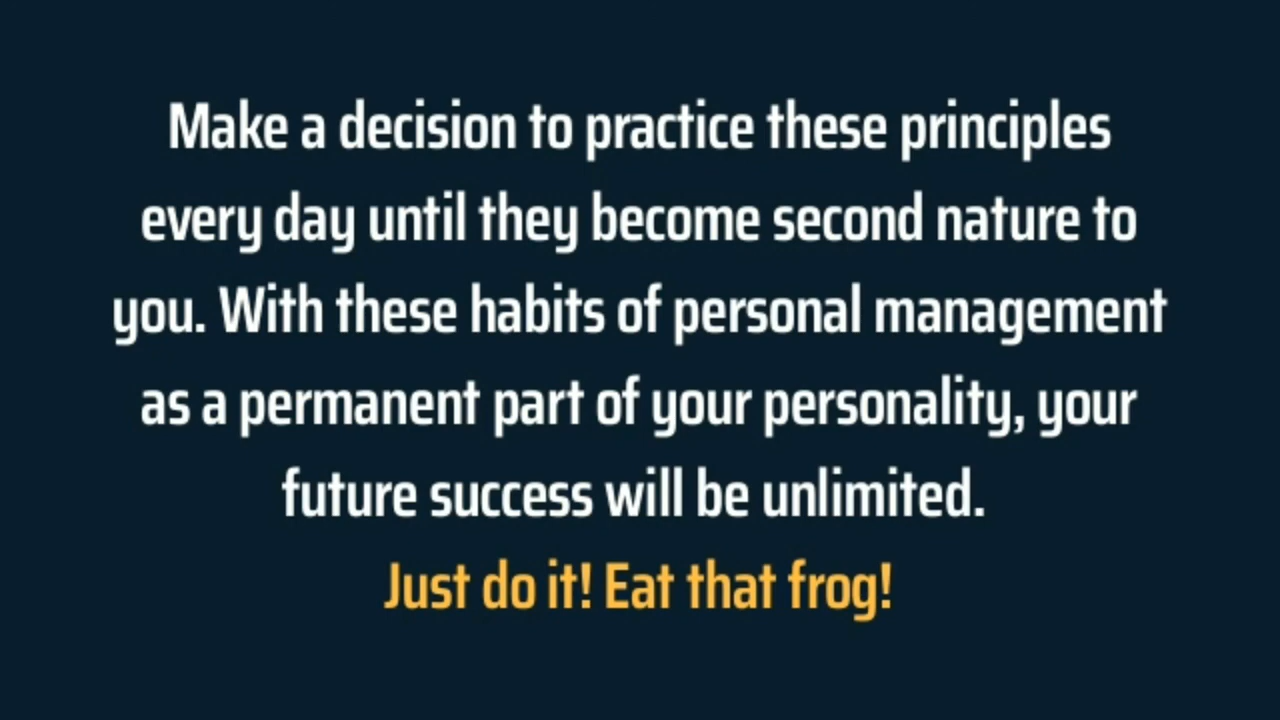 Make a decision to practice these principles
every day until they become second nature to
you. With these habits of personal management
as a permanent part of your personality, your
future success will be unlimited.
Just do it! Eat that frog!